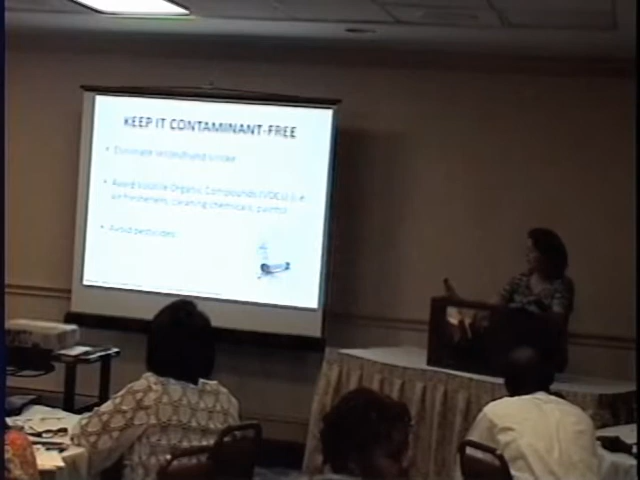 KEEP IT CONTAMINANT-FREE
• Eliminate secondhand smoke
• Avoid Volatile Organic Compounds (VOCs) (i.e.
air fresheners, cleaning chemicals, paints)
• Avoid pesticides